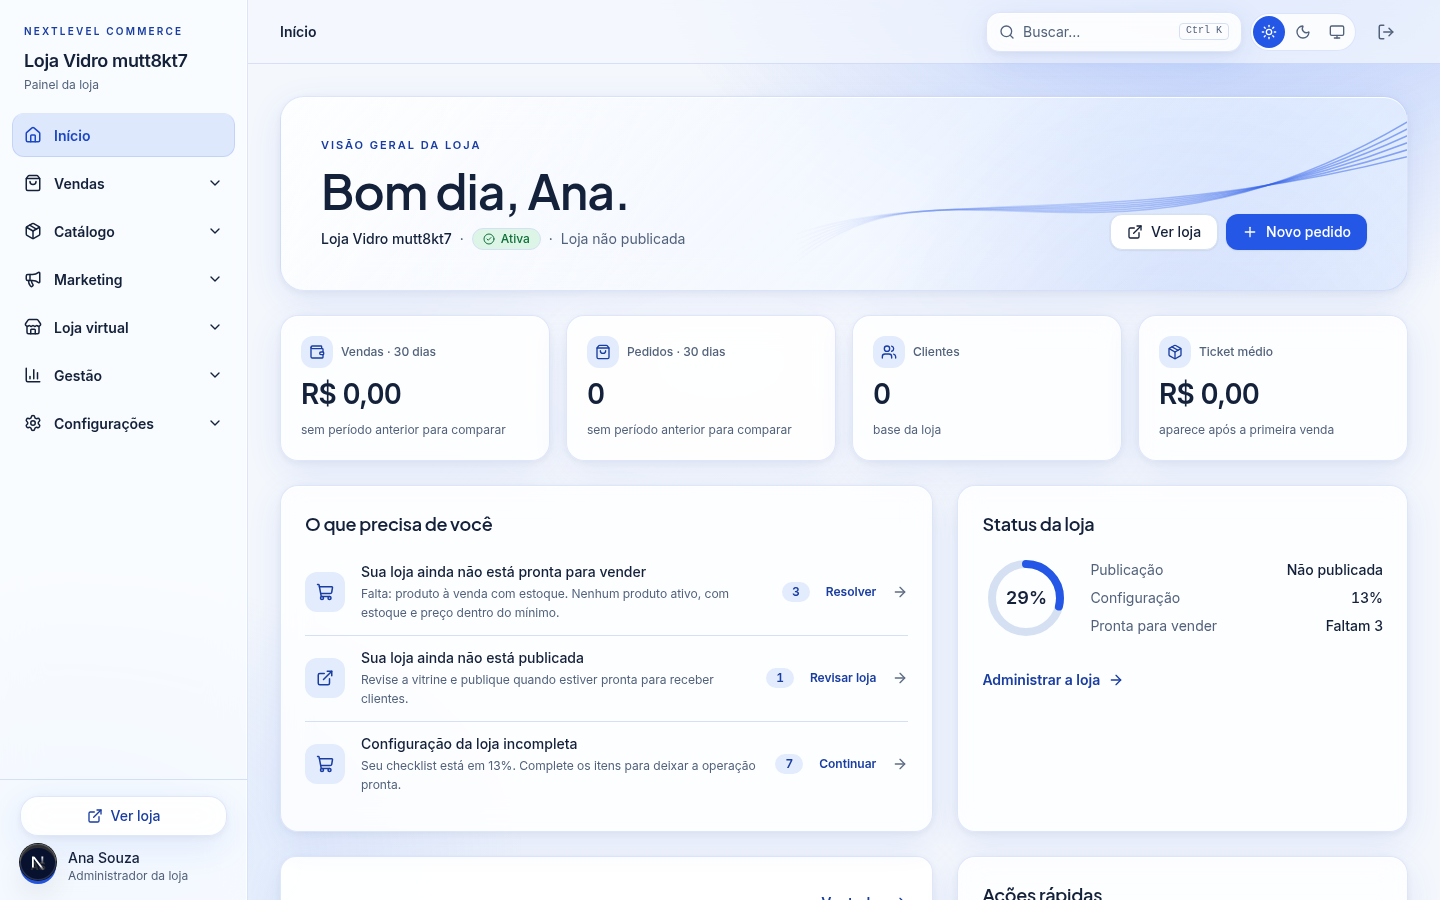 NEXTLEVEL COMMERCE
Loja Vidro mutt8kt7
Painel da loja
Início
Vendas
Catálogo
Marketing
Loja virtual
Gestão
Configurações
Ver loja
N
Ana Souza
Administrador da loja
Início
Buscar...
Ctrl K
VISÃO GERAL DA LOJA
Bom dia, Ana.
Loja Vidro mutt8kt7 · Ativa · Loja não publicada
Ver loja
Novo pedido
Vendas · 30 dias
R$ 0,00
sem período anterior para comparar
Pedidos · 30 dias
0
sem período anterior para comparar
Clientes
0
base da loja
Ticket médio
R$ 0,00
aparece após a primeira venda
O que precisa de você
Sua loja ainda não está pronta para vender
Falta: produto à venda com estoque. Nenhum produto ativo, com
estoque e preço dentro do mínimo.
3 Resolver
Sua loja ainda não está publicada
Revise a vitrine e publique quando estiver pronta para receber
clientes.
1 Revisar loja
Configuração da loja incompleta
Seu checklist está em 13%. Complete os itens para deixar a operação
pronta.
7 Continuar
Status da loja
29%
Publicação Não publicada
Configuração 13%
Pronta para vender Faltam 3
Administrar a loja
Ações rápidas